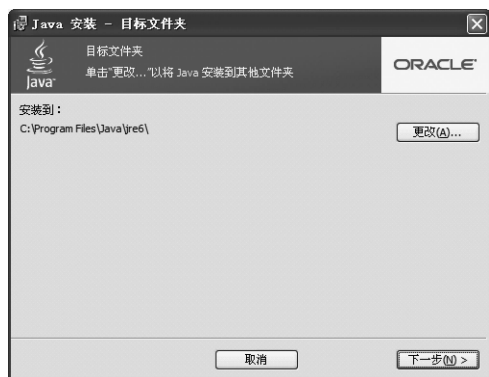 Java 安装 - 目标文件夹
Java
目标文件夹
单击"更改..."以将 Java 安装到其他文件夹
ORACLE
安装到：
C:\Program Files\Java\jre6\
更改(A)...
取消
下一步(N) >